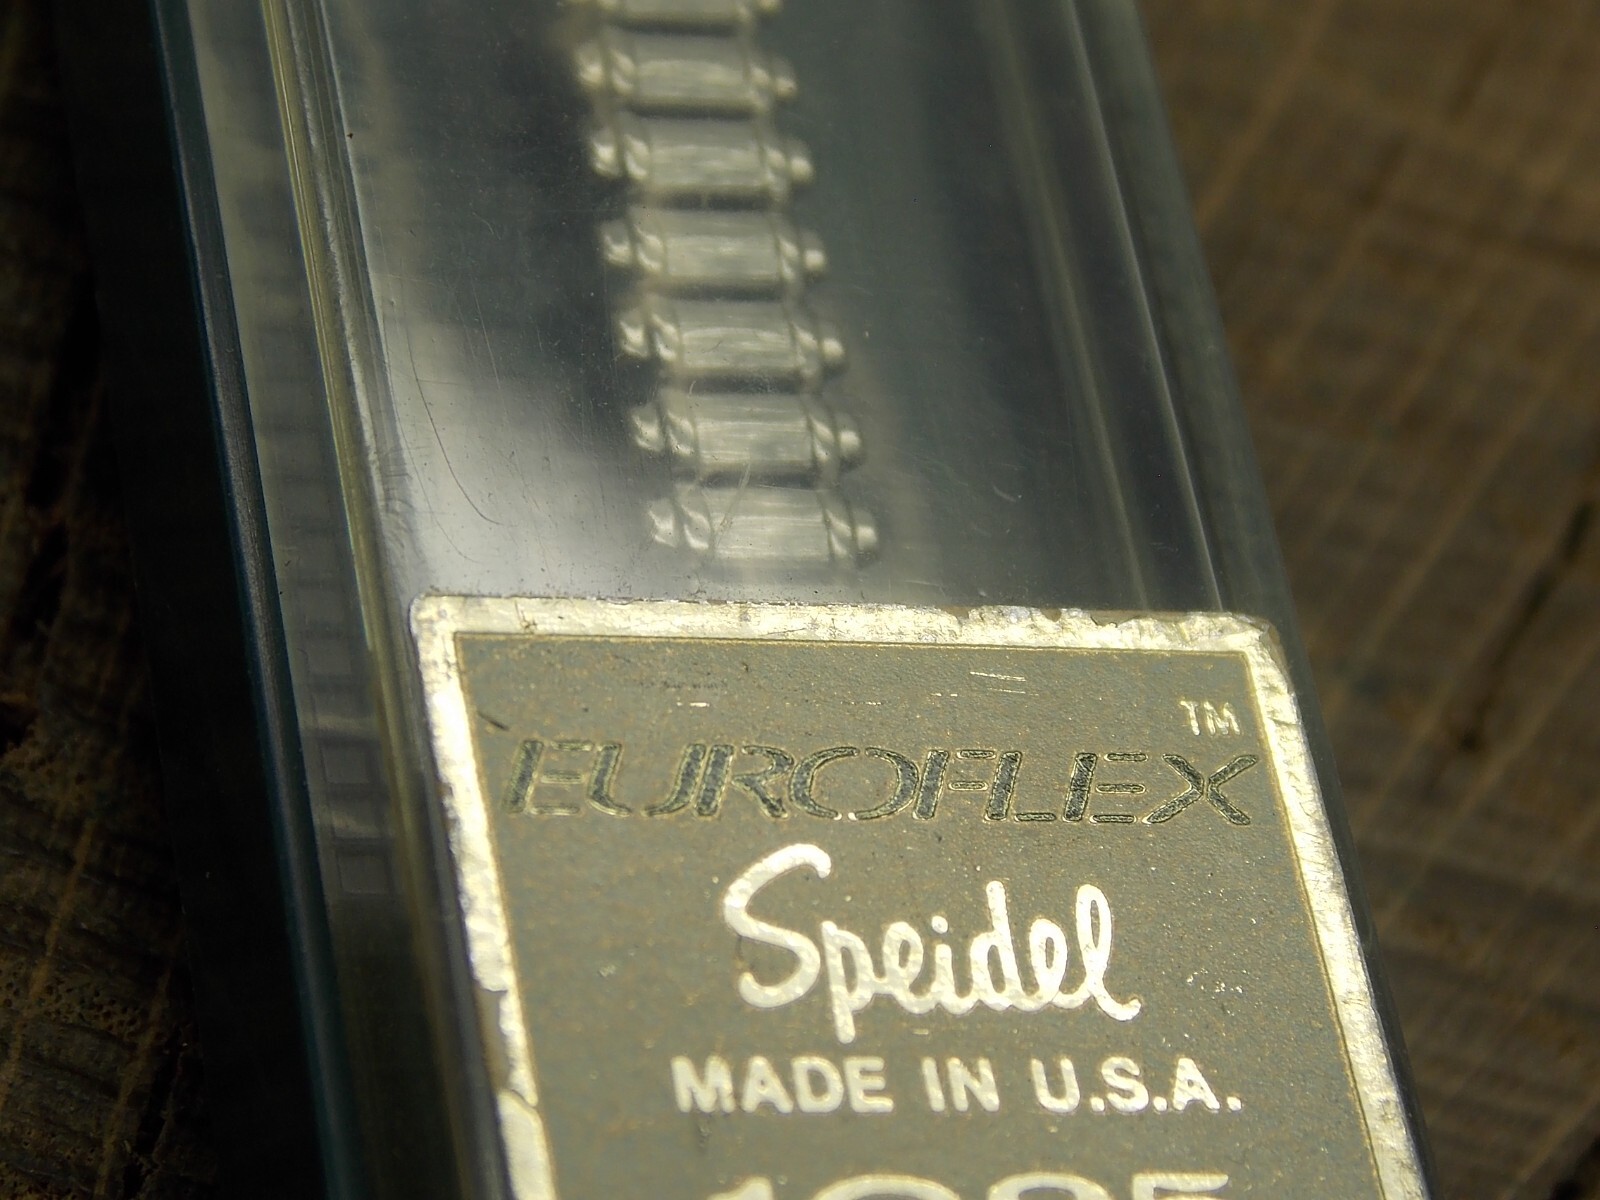 TM
EUROFLEX
Speidel
MADE IN U.S.A.